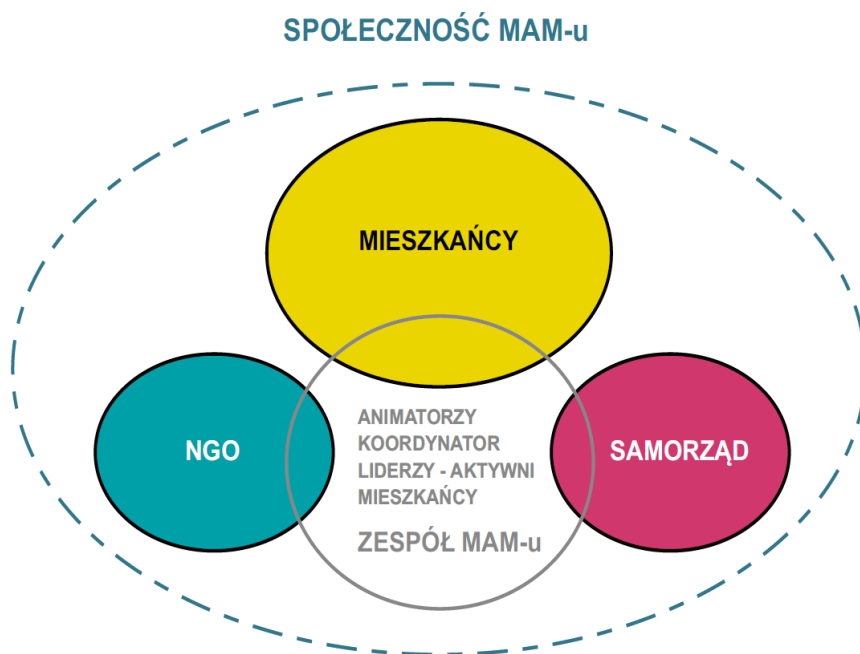 SPOŁECZNOŚĆ MAM-u
MIESZKAŃCY
NGO
ANIMATORZY
KOORDYNATOR
LIDERZY - AKTYWNI
MIESZKAŃCY
ZESPÓŁ MAM-u
SAMORZĄD